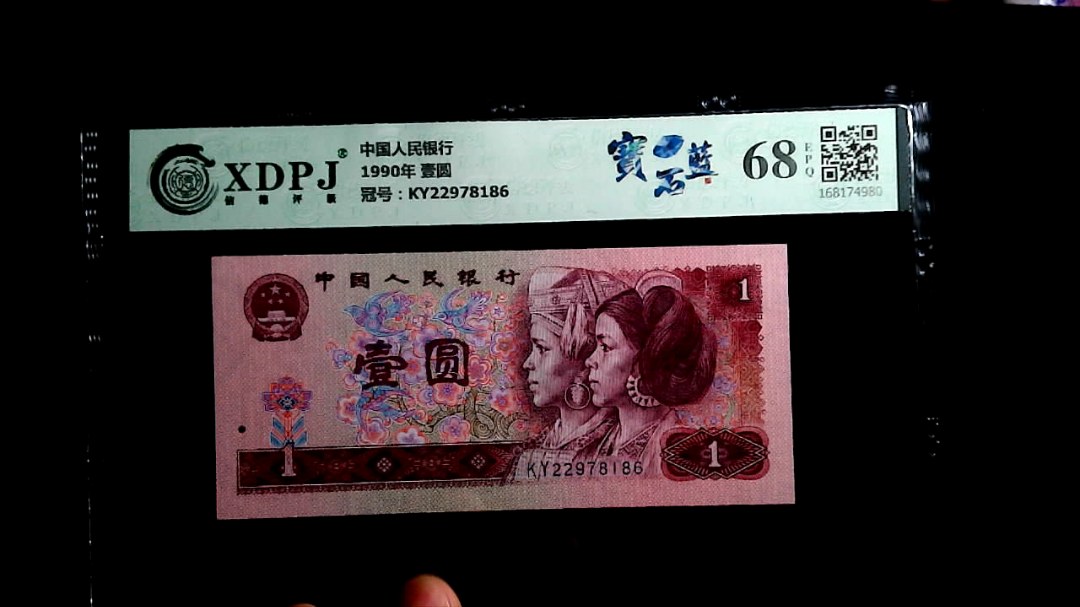 XDPJ®
信德评级
中国人民银行
1990年 壹圆
冠号：KY22978186
寶石蓝
68
EPQ
168174980
中国人民银行
1
壹圆
1
KY22978186
1